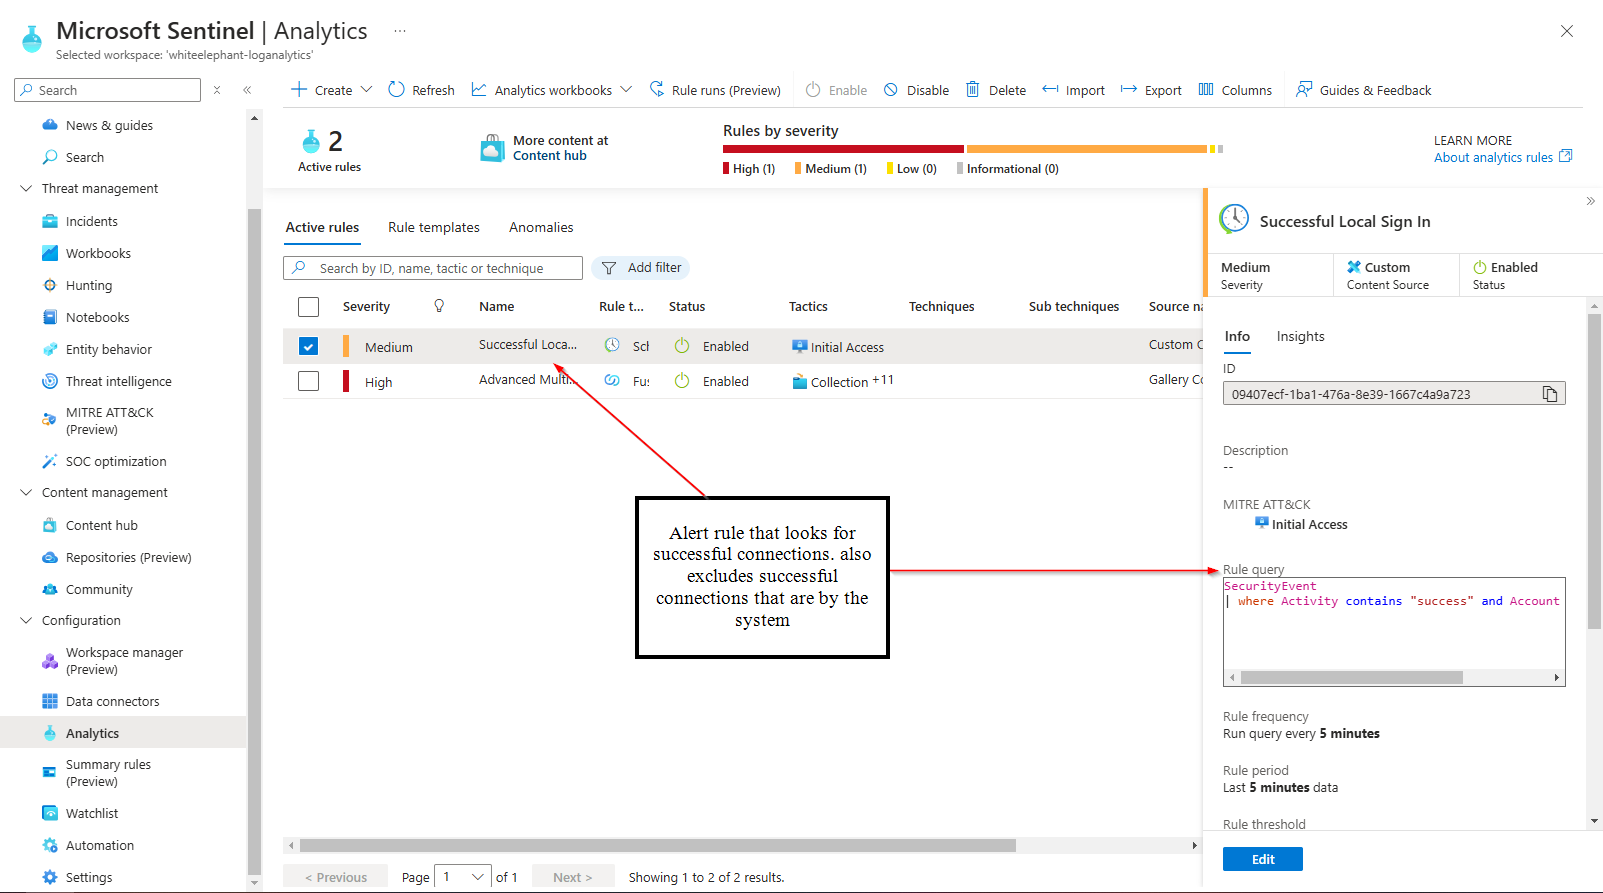 Microsoft Sentinel | Analytics ...
Selected workspace: 'whiteelephant-loganalytics'
Search
Create
Refresh
Analytics workbooks
Rule runs (Preview)
Enable
Disable
Delete
Import
Export
Columns
Guides & Feedback
News & guides
Search
Threat management
Incidents
Workbooks
Hunting
Notebooks
Entity behavior
Threat intelligence
MITRE ATT&CK
(Preview)
SOC optimization
Content management
Content hub
Repositories (Preview)
Community
Configuration
Workspace manager
(Preview)
Data connectors
Analytics
Summary rules
(Preview)
Watchlist
Automation
Settings
2
Active rules
More content at
Content hub
Rules by severity
High (1)
Medium (1)
Low (0)
Informational (0)
LEARN MORE
About analytics rules
Active rules
Rule templates
Anomalies
Search by ID, name, tactic or technique
Add filter
Severity Name Rule t... Status Tactics Techniques Sub techniques Source na
Medium Successful Loca... Sch Enabled Initial Access Custom C
High Advanced Multi... Fus Enabled Collection +11 Gallery Co
Alert rule that looks for
successful connections. also
excludes successful
connections that are by the
system
< Previous Page 1 of 1 Next > Showing 1 to 2 of 2 results.
Successful Local Sign In
Medium
Severity
Custom
Content Source
Enabled
Status
Info
Insights
ID
09407ecf-1ba1-476a-8e39-1667c4a9a723
Description
--
MITRE ATT&CK
Initial Access
Rule query
SecurityEvent
| where Activity contains "success" and Account
Rule frequency
Run query every 5 minutes
Rule period
Last 5 minutes data
Rule threshold
Edit